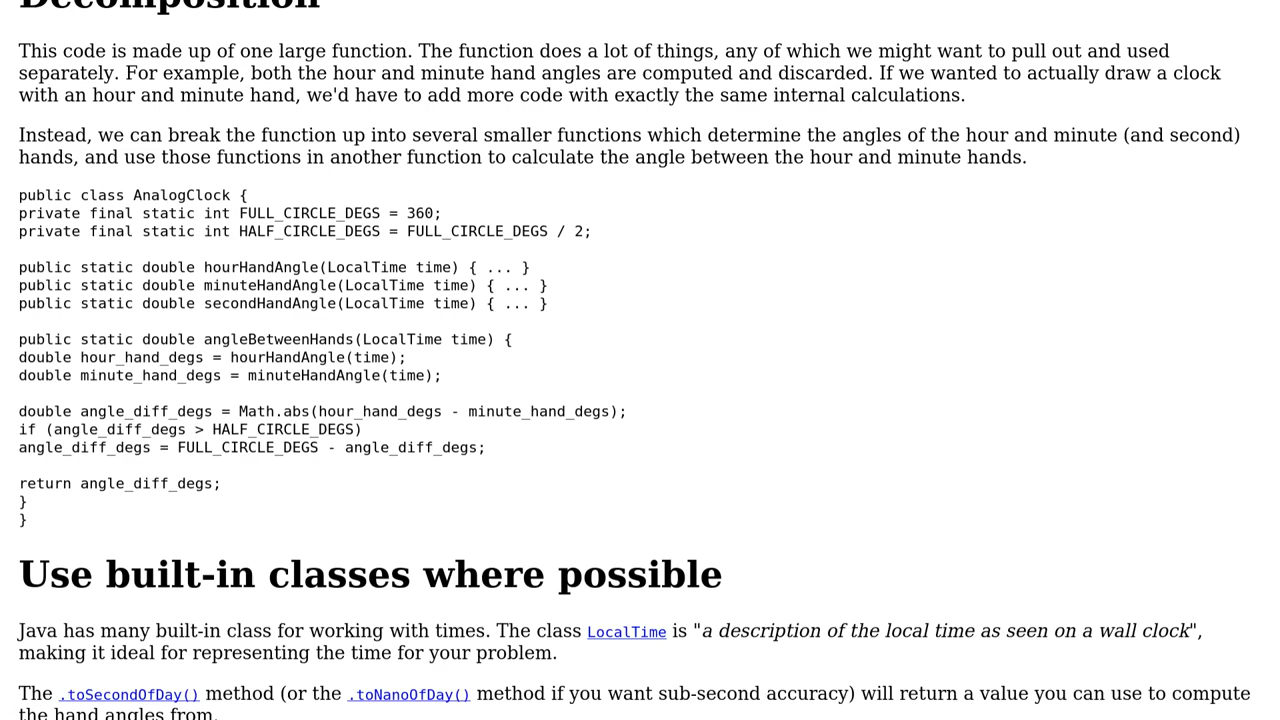 Decomposition
This code is made up of one large function. The function does a lot of things, any of which we might want to pull out and used
separately. For example, both the hour and minute hand angles are computed and discarded. If we wanted to actually draw a clock
with an hour and minute hand, we'd have to add more code with exactly the same internal calculations.
Instead, we can break the function up into several smaller functions which determine the angles of the hour and minute (and second)
hands, and use those functions in another function to calculate the angle between the hour and minute hands.
public class AnalogClock {
private final static int FULL_CIRCLE_DEGS = 360;
private final static int HALF_CIRCLE_DEGS = FULL_CIRCLE_DEGS / 2;
public static double hourHandAngle(LocalTime time) { ... }
public static double minuteHandAngle(LocalTime time) { ... }
public static double secondHandAngle(LocalTime time) { ... }
public static double angleBetweenHands(LocalTime time) {
double hour_hand_degs = hourHandAngle(time);
double minute_hand_degs = minuteHandAngle(time);
double angle_diff_degs = Math.abs(hour_hand_degs - minute_hand_degs);
if (angle_diff_degs > HALF_CIRCLE_DEGS)
angle_diff_degs = FULL_CIRCLE_DEGS - angle_diff_degs;
return angle_diff_degs;
}
}
Use built-in classes where possible
Java has many built-in class for working with times. The class LocalTime is "a description of the local time as seen on a wall clock",
making it ideal for representing the time for your problem.
The .toSecondOfDay() method (or the .toNanoOfDay() method if you want sub-second accuracy) will return a value you can use to compute
the hand angles from.